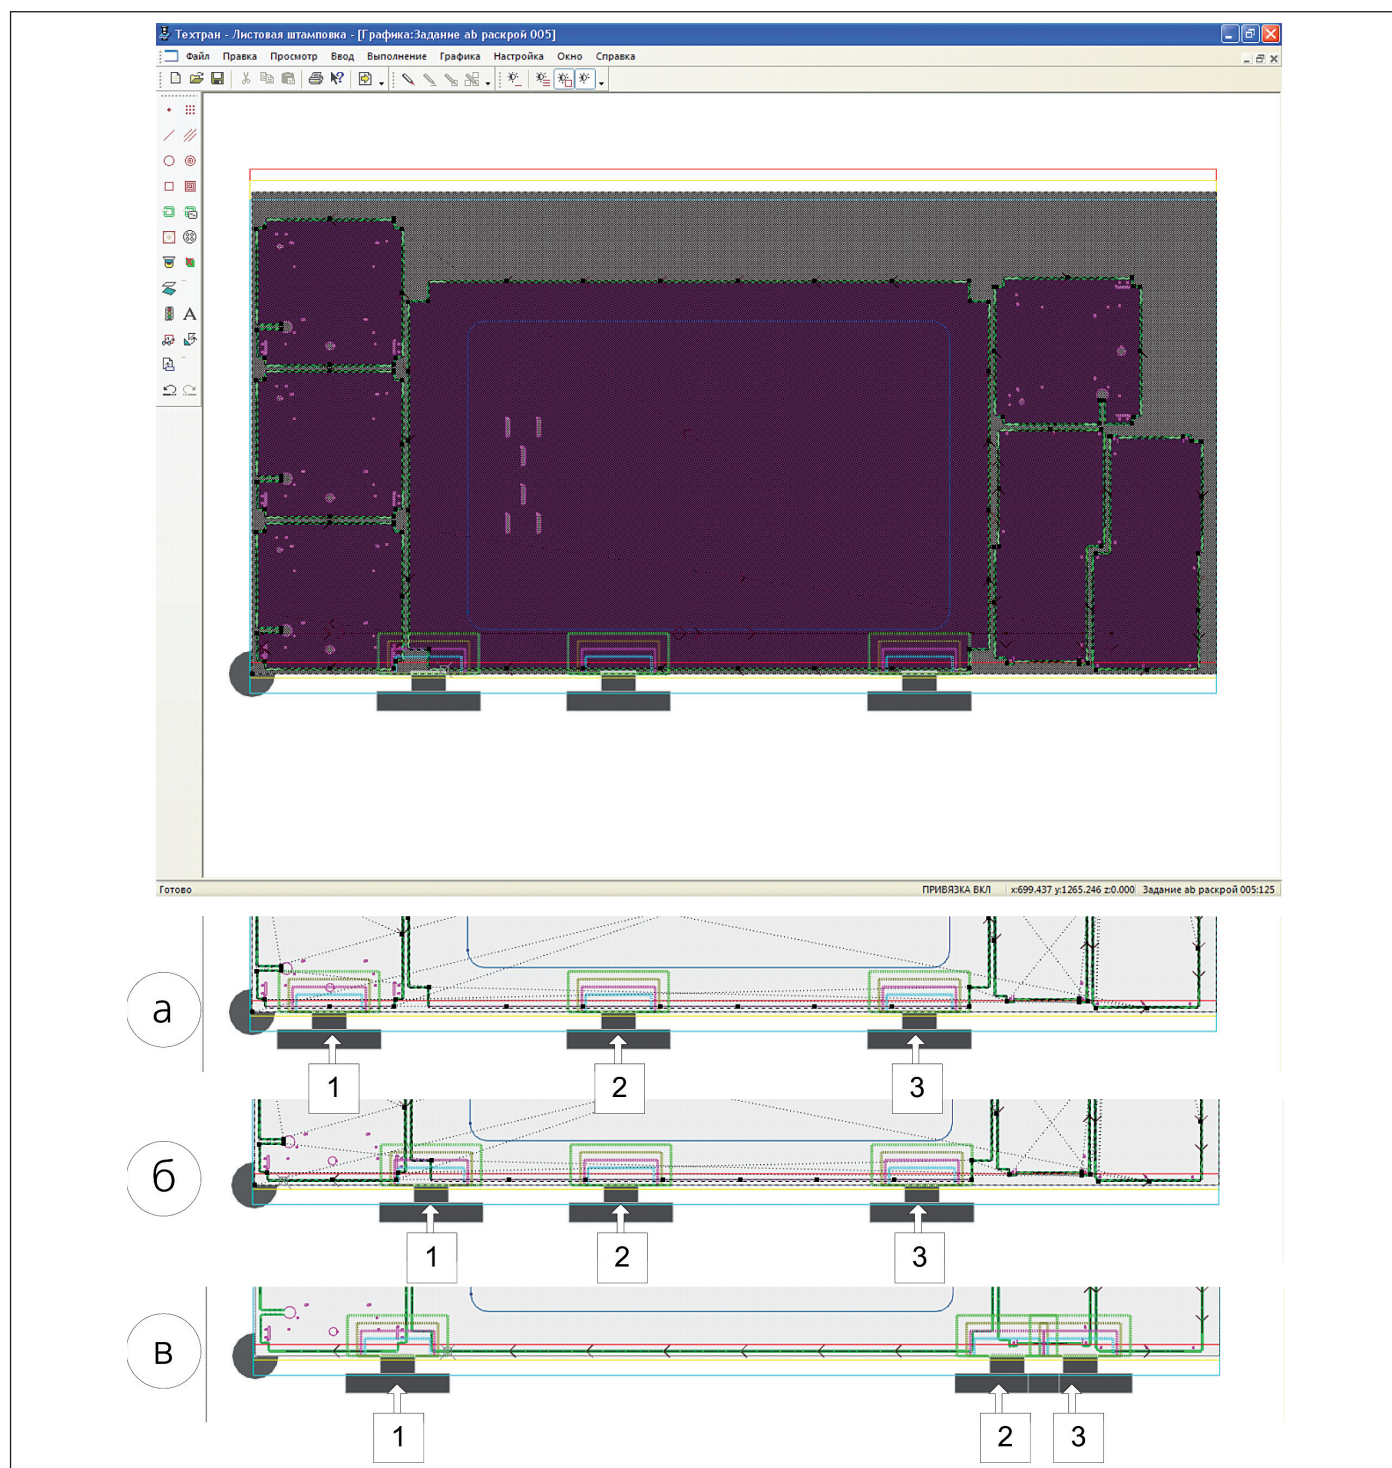 Техтран - Листовая штамповка - [Графика:Задание ab раскрой 005]
Файл Правка Просмотр Ввод Выполнение Графика Настройка Окно Справка
A
Готово ПРИВЯЗКА ВКЛ x:699.437 y:1265.246 z:0.000 Задание ab раскрой 005:125
а
1 2 3
б
1 2 3
в
1 2 3